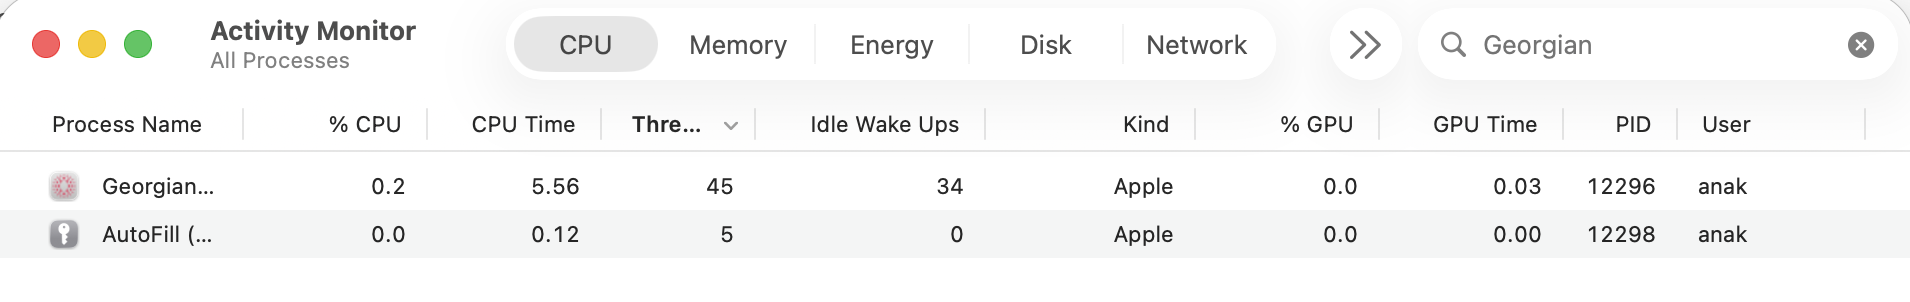 Activity Monitor
All Processes
CPU Memory Energy Disk Network
Georgian
Process Name % CPU CPU Time Thre... Idle Wake Ups Kind % GPU GPU Time PID User
Georgian... 0.2 5.56 45 34 Apple 0.0 0.03 12296 anak
AutoFill (... 0.0 0.12 5 0 Apple 0.0 0.00 12298 anak